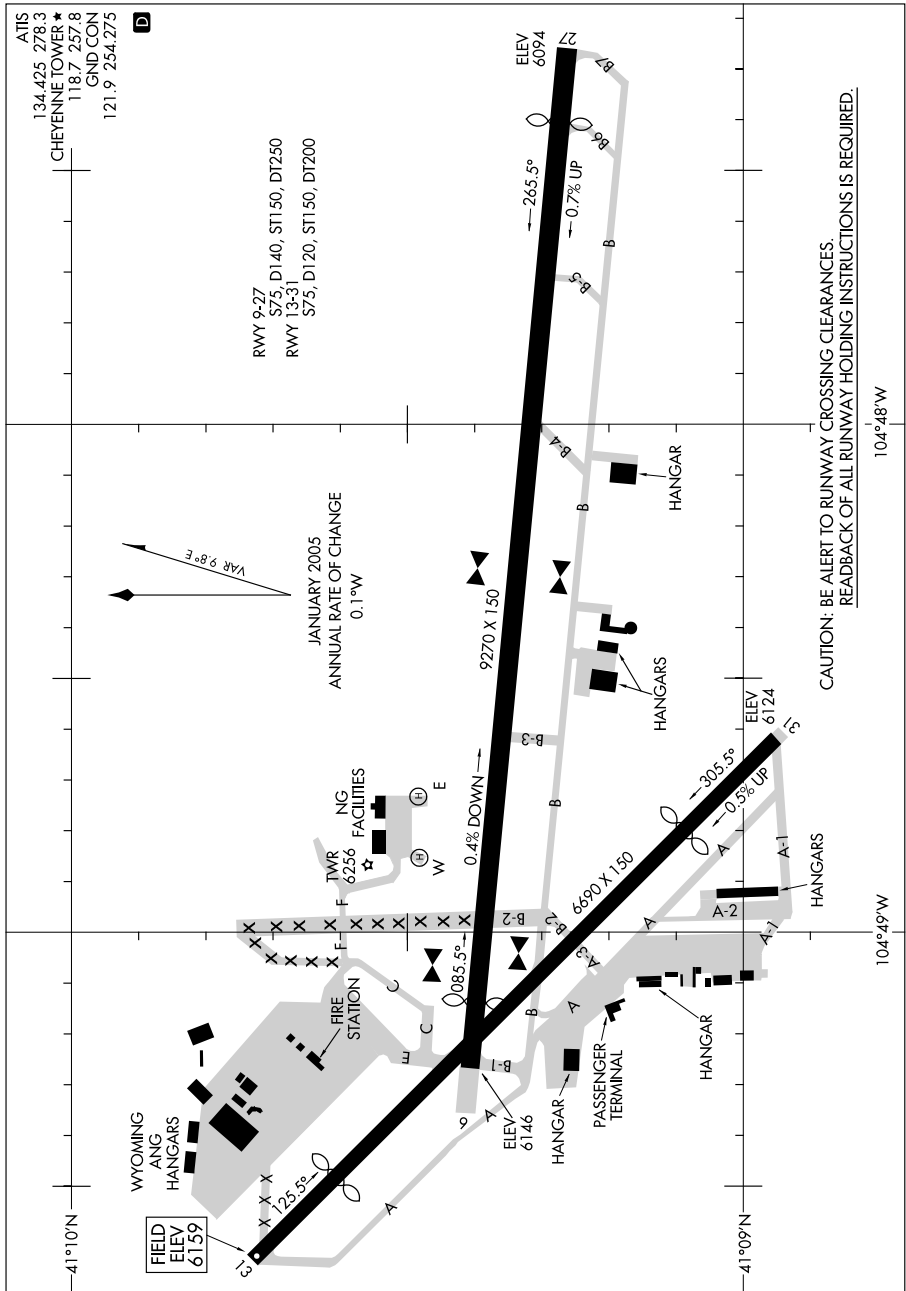 ATIS
134.425 278.3
CHEYENNE TOWER★
118.7 257.8
GND CON
121.9 254.275
D
ELEV
6094
27
B7
B6
265.5°
0.7% UP
B
B-5
RWY 9-27
S75, D140, ST150, DT250
RWY 13-31
S75, D120, ST150, DT200
VAR 9.8°E
JANUARY 2005
ANNUAL RATE OF CHANGE
0.1°W
B-4
HANGAR
B
9270 X 150
HANGARS
B-3
B
0.4% DOWN
NG
FACILITIES
TWR
6256
H
E
H
W
ELEV
6124
31
305.5°
0.5% UP
6690 X 150
A
A-1
HANGARS
A-2
A-1
A
A-3
A
B-2
B-2
F
F
X X X X X X X X X X X
X X X X X
085.5°
C
C
E
FIRE
STATION
B
B-1
9
A
ELEV
6146
HANGAR
PASSENGER
TERMINAL
HANGAR
WYOMING
ANG
HANGARS
X X X
125.5°
FIELD
ELEV
6159
13
A
41°10'N
41°09'N
104°49'W
104°48'W
CAUTION: BE ALERT TO RUNWAY CROSSING CLEARANCES.
READBACK OF ALL RUNWAY HOLDING INSTRUCTIONS IS REQUIRED.